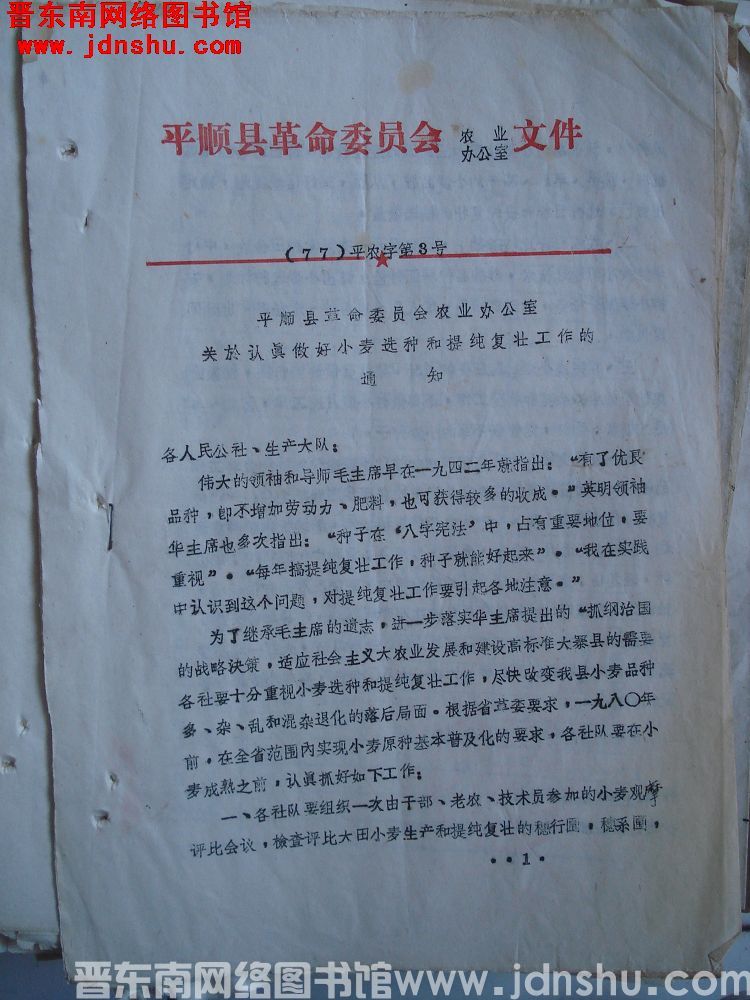 晋东南网络图书馆
www.jdnshu.com
平顺县革命委员会 农业办公室 文件
(77)平农字第3号
平顺县革命委员会农业办公室
关於认真做好小麦选种和提纯复壮工作的
通 知
各人民公社、生产大队:
伟大的领袖和导师毛主席早在一九四二年就指出:“有了优良
品种,即不增加劳动力、肥料,也可获得较多的收成。”英明领袖
华主席也多次指出:“种子在‘八字宪法’中,占有重要地位,要
重视”。“每年搞提纯复壮工作,种子就能好起来”。“我在实践
中认识到这个问题,对提纯复壮工作要引起各地注意。”
为了继承毛主席的遗志,进一步落实华主席提出的“抓纲治国
的战略决策,适应社会主义大农业发展和建设高标准大寨县的需要
各社要十分重视小麦选种和提纯复壮工作,尽快改变我县小麦品种
多、杂、乱和混杂退化的落后局面。根据省革委要求,一九八〇年
前,在全省范围内实现小麦原种基本普及化的要求,各社队要在小
麦成熟之前,认真抓好如下工作:
一、各社队要组织一次由干部、老农、技术员参加的小麦观摩
评比会议,检查评比大田小麦生产和提纯复壮的穗行圃,穗系圃,
··1·
晋东南网络图书馆www.jdnshu.com